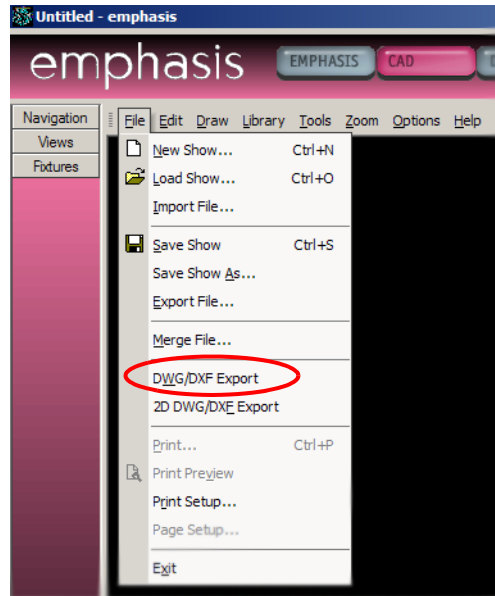 Untitled - emphasis
emphasis EMPHASIS CAD
Navigation
Views
Fixtures
File Edit Draw Library Tools Zoom Options Help
New Show... Ctrl+N
Load Show... Ctrl+O
Import File...
Save Show Ctrl+S
Save Show As...
Export File...
Merge File...
DWG/DXF Export
2D DWG/DXF Export
Print... Ctrl+P
Print Preview
Print Setup...
Page Setup...
Exit